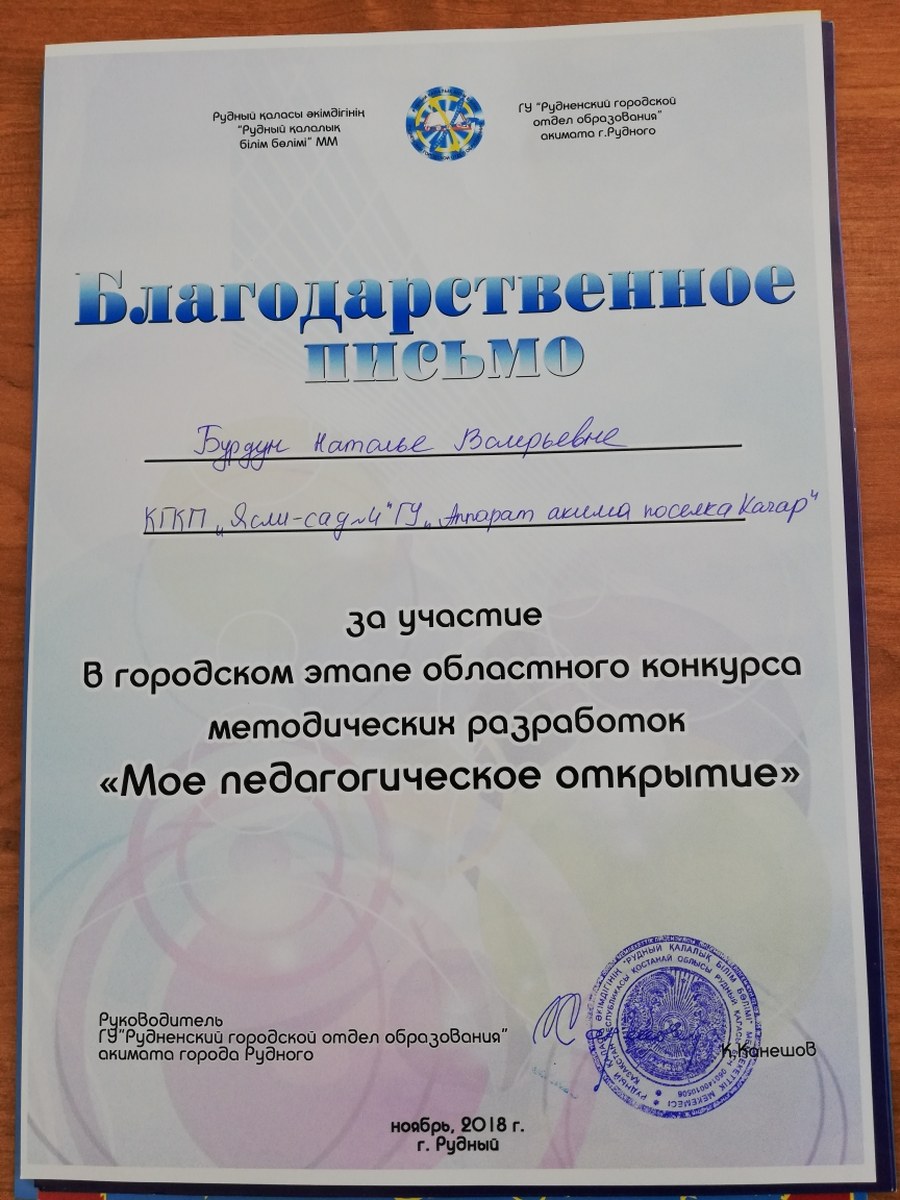 Рудный қаласы әкімдігінің
"Рудный қалалық
білім бөлімі" ММ
ГУ "Рудненский городской
отдел образования"
акимата г.Рудного
Благодарственное
письмо
Бурдун Наталье Валерьевне
КГКП „Ясли-сад №1" ГУ „Аппарат акима поселка Качар"
за участие
в городском этапе областного конкурса
методических разработок
«Мое педагогическое открытие»
Руководитель
ГУ"Рудненский городской отдел образования"
акимата города Рудного
К.Канешов
ноябрь, 2018 г.
г. Рудный